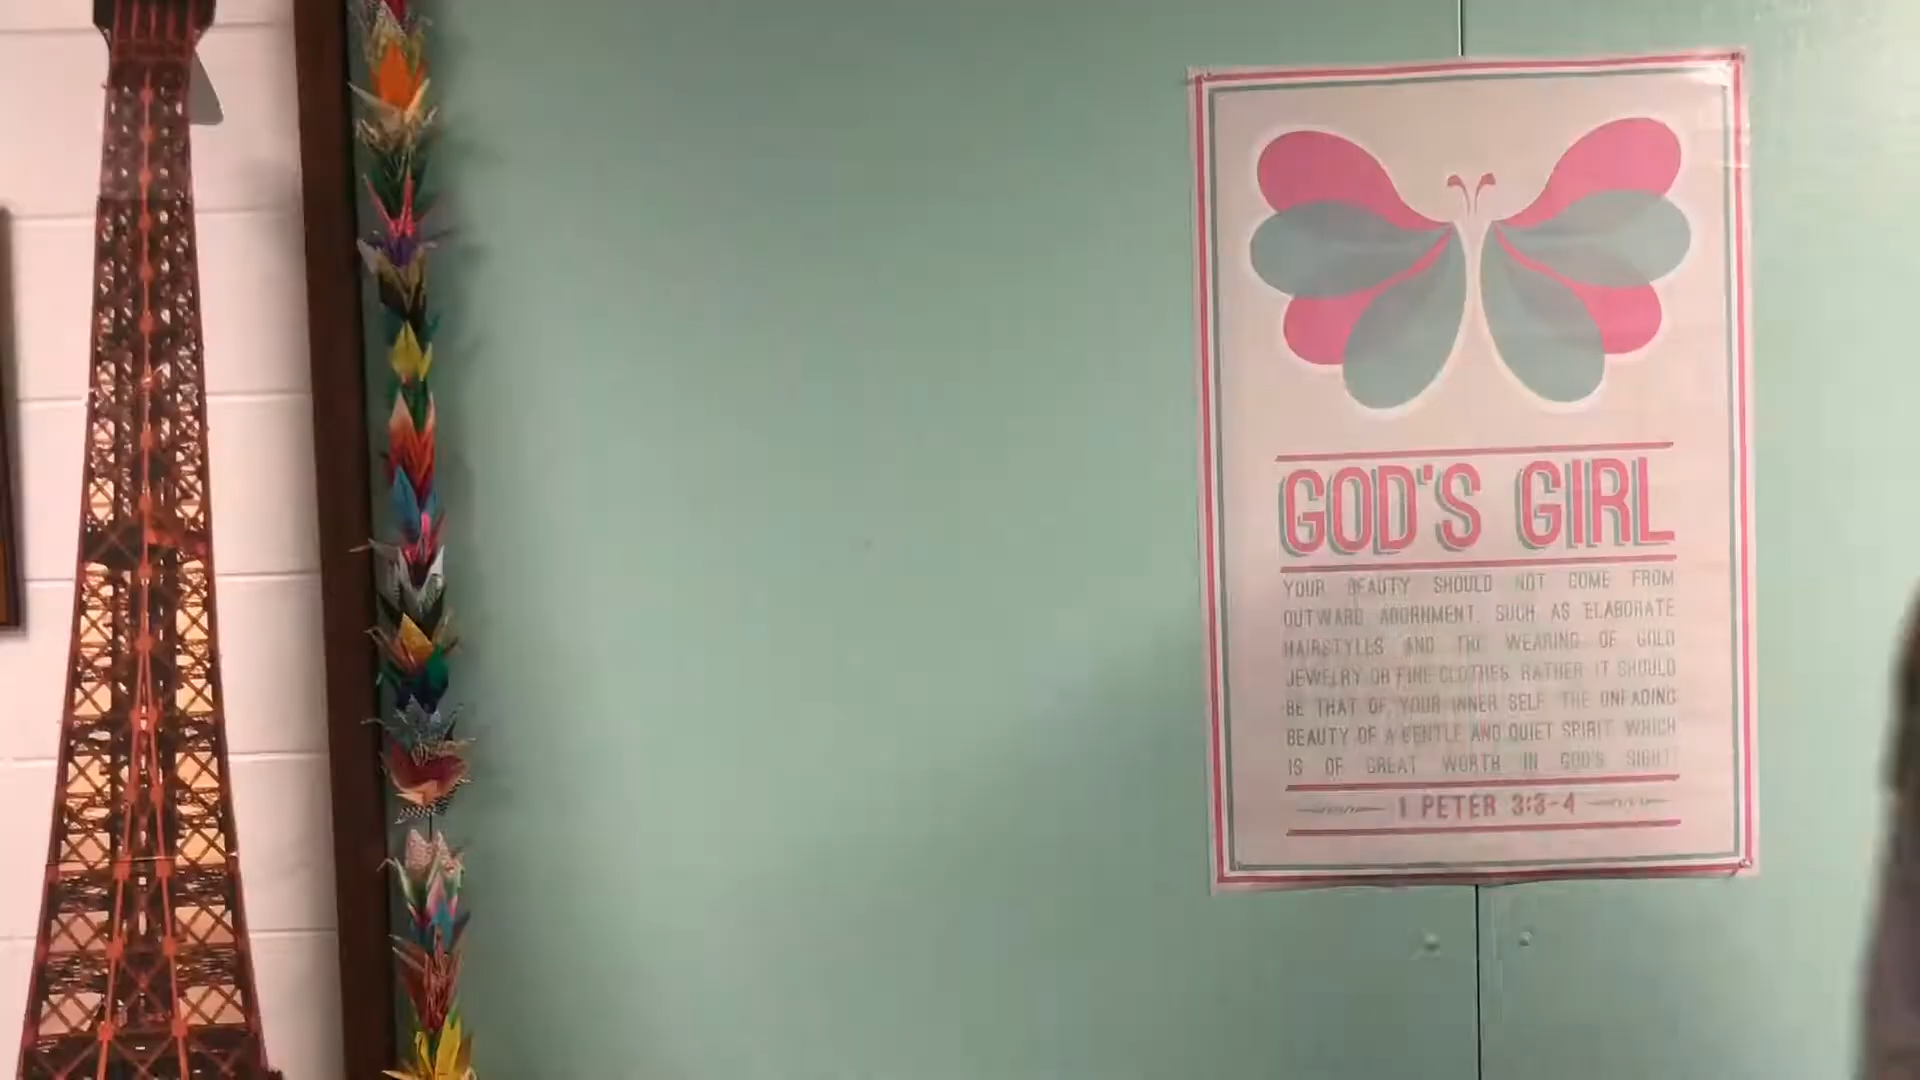 GOD'S GIRL
YOUR BEAUTY SHOULD NOT COME FROM
OUTWARD ADORNMENT, SUCH AS ELABORATE
HAIRSTYLES AND THE WEARING OF GOLD
JEWELRY OR FINE CLOTHES. RATHER, IT SHOULD
BE THAT OF YOUR INNER SELF, THE UNFADING
BEAUTY OF A GENTLE AND QUIET SPIRIT, WHICH
IS OF GREAT WORTH IN GOD'S SIGHT.
1 PETER 3:3-4